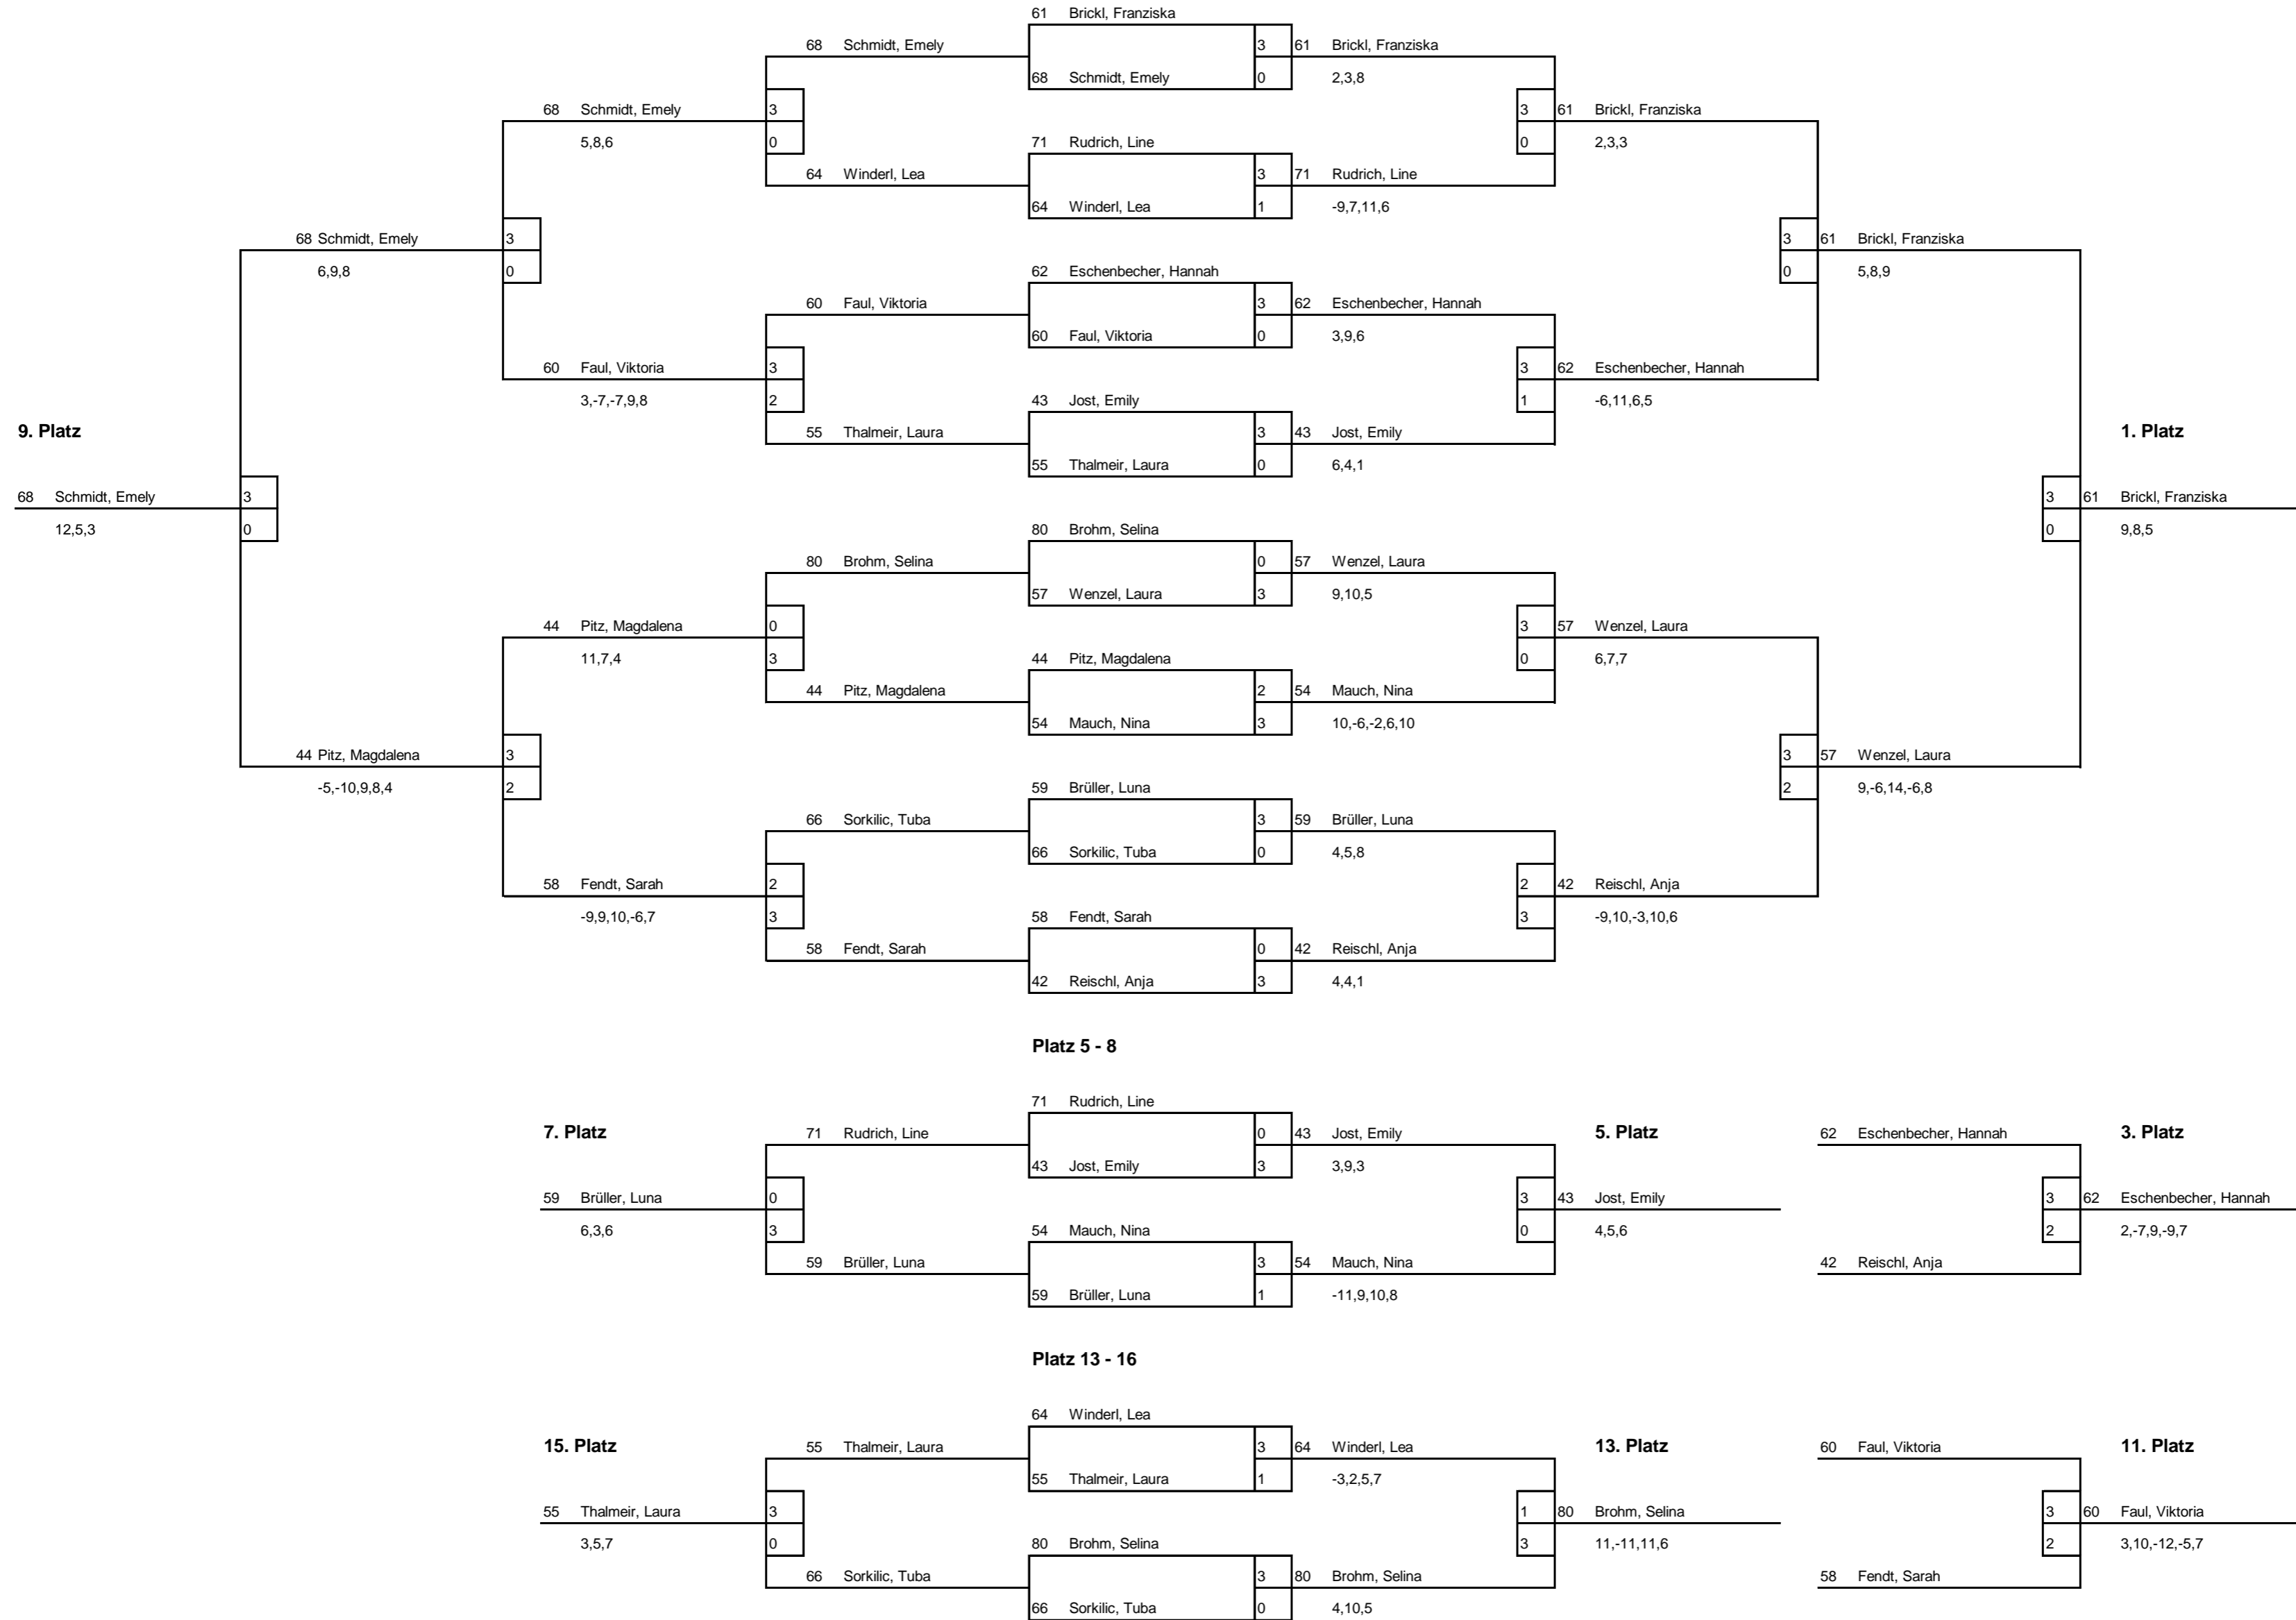 61 Brickl, Franziska
68 Schmidt, Emely 3 61 Brickl, Franziska
68 Schmidt, Emely 0 2,3,8
68 Schmidt, Emely 3 3 61 Brickl, Franziska
5,8,6 0 71 Rudrich, Line 0 2,3,3
64 Winderl, Lea 3 71 Rudrich, Line
64 Winderl, Lea 1 -9,7,11,6
68 Schmidt, Emely 3 3 61 Brickl, Franziska
6,9,8 0 62 Eschenbecher, Hannah 0 5,8,9
60 Faul, Viktoria 3 62 Eschenbecher, Hannah
60 Faul, Viktoria 0 3,9,6
60 Faul, Viktoria 3 3 62 Eschenbecher, Hannah
3,-7,-7,9,8 2 43 Jost, Emily 1 -6,11,6,5
9. Platz 55 Thalmeir, Laura 3 43 Jost, Emily 1. Platz
55 Thalmeir, Laura 0 6,4,1
68 Schmidt, Emely 3 3 61 Brickl, Franziska
12,5,3 0 80 Brohm, Selina 0 9,8,5
80 Brohm, Selina 0 57 Wenzel, Laura
57 Wenzel, Laura 3 9,10,5
44 Pitz, Magdalena 0 3 57 Wenzel, Laura
11,7,4 3 44 Pitz, Magdalena 0 6,7,7
44 Pitz, Magdalena 2 54 Mauch, Nina
54 Mauch, Nina 3 10,-6,-2,6,10
44 Pitz, Magdalena 3 3 57 Wenzel, Laura
-5,-10,9,8,4 2 59 Brüller, Luna 2 9,-6,14,-6,8
66 Sorkilic, Tuba 3 59 Brüller, Luna
66 Sorkilic, Tuba 0 4,5,8
58 Fendt, Sarah 2 2 42 Reischl, Anja
-9,9,10,-6,7 3 58 Fendt, Sarah 3 -9,10,-3,10,6
58 Fendt, Sarah 0 42 Reischl, Anja
42 Reischl, Anja 3 4,4,1
Platz 5 - 8
71 Rudrich, Line
7. Platz 71 Rudrich, Line 0 43 Jost, Emily 5. Platz 62 Eschenbecher, Hannah 3. Platz
43 Jost, Emily 3 3,9,3
59 Brüller, Luna 0 3 43 Jost, Emily 3 62 Eschenbecher, Hannah
6,3,6 3 54 Mauch, Nina 0 4,5,6 2 2,-7,9,-9,7
59 Brüller, Luna 3 54 Mauch, Nina 42 Reischl, Anja
59 Brüller, Luna 1 -11,9,10,8
Platz 13 - 16
64 Winderl, Lea
15. Platz 55 Thalmeir, Laura 3 64 Winderl, Lea 13. Platz 60 Faul, Viktoria 11. Platz
55 Thalmeir, Laura 1 -3,2,5,7
55 Thalmeir, Laura 3 1 80 Brohm, Selina 3 60 Faul, Viktoria
3,5,7 0 80 Brohm, Selina 3 11,-11,11,6 2 3,10,-12,-5,7
66 Sorkilic, Tuba 3 80 Brohm, Selina 58 Fendt, Sarah
66 Sorkilic, Tuba 0 4,10,5